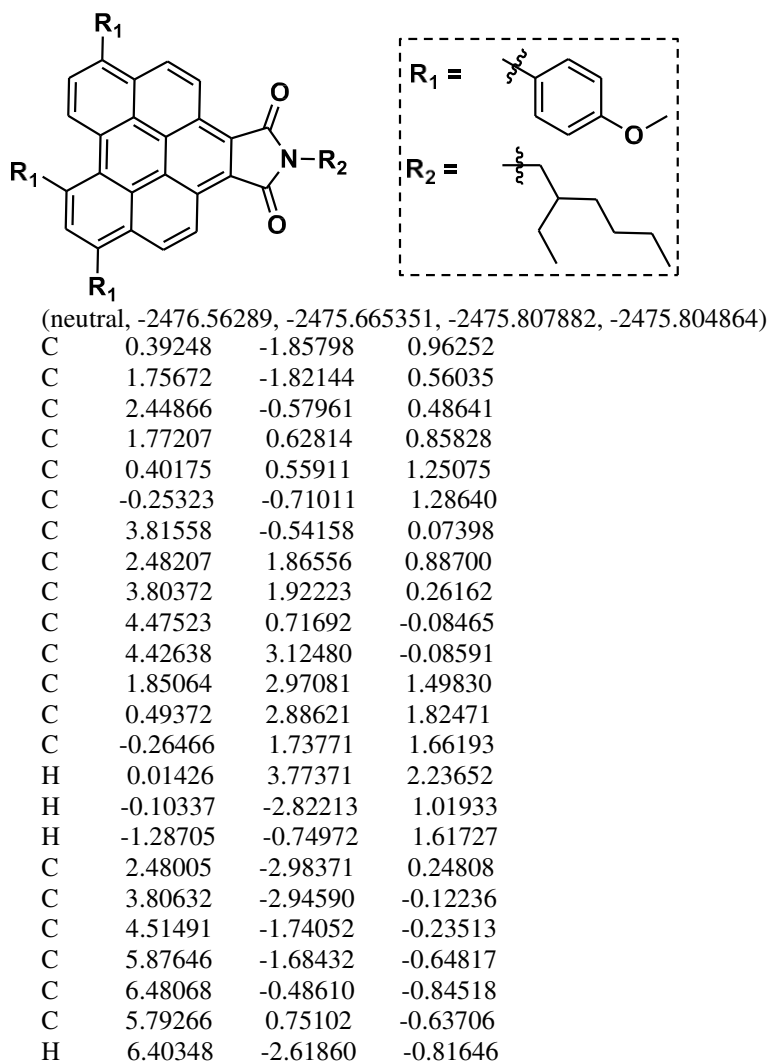 R1
O
R1 =
O
N–R2
R1
R2 =
O
R1
(neutral, -2476.56289, -2475.665351, -2475.807882, -2475.804864)
C 0.39248 -1.85798 0.96252
C 1.75672 -1.82144 0.56035
C 2.44866 -0.57961 0.48641
C 1.77207 0.62814 0.85828
C 0.40175 0.55911 1.25075
C -0.25323 -0.71011 1.28640
C 3.81558 -0.54158 0.07398
C 2.48207 1.86556 0.88700
C 3.80372 1.92223 0.26162
C 4.47523 0.71692 -0.08465
C 4.42638 3.12480 -0.08591
C 1.85064 2.97081 1.49830
C 0.49372 2.88621 1.82471
C -0.26466 1.73771 1.66193
H 0.01426 3.77371 2.23652
H -0.10337 -2.82213 1.01933
H -1.28705 -0.74972 1.61727
C 2.48005 -2.98371 0.24808
C 3.80632 -2.94590 -0.12236
C 4.51491 -1.74052 -0.23513
C 5.87646 -1.68432 -0.64817
C 6.48068 -0.48610 -0.84518
C 5.79266 0.75102 -0.63706
H 6.40348 -2.61860 -0.81646